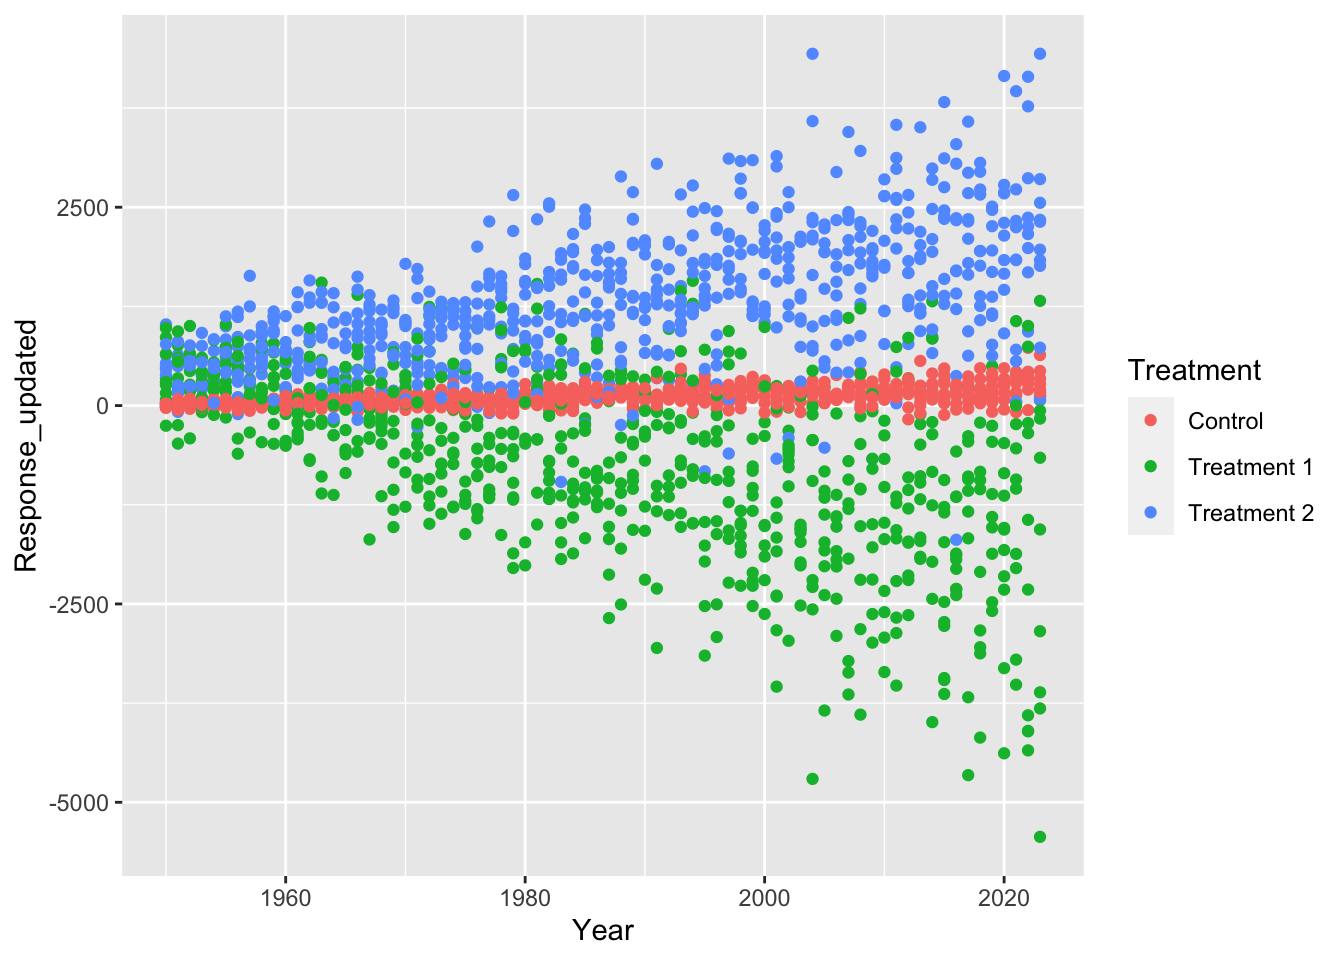 Response_updated
2500
0
-2500
-5000
1960 1980 2000 2020
Year
Treatment
Control
Treatment 1
Treatment 2